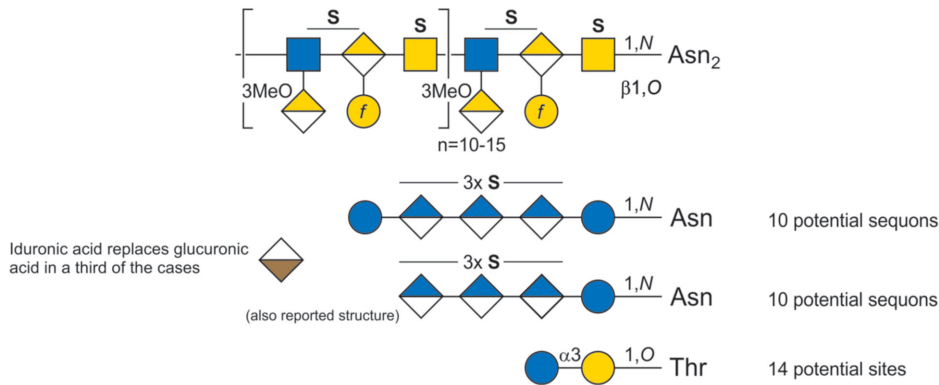 S S S S
1,N Asn₂
3MeO f 3MeO f β1,O
n=10-15
3x S
1,N Asn 10 potential sequons
Iduronic acid replaces glucuronic
acid in a third of the cases
3x S
1,N Asn 10 potential sequons
(also reported structure)
α3 1,O Thr 14 potential sites